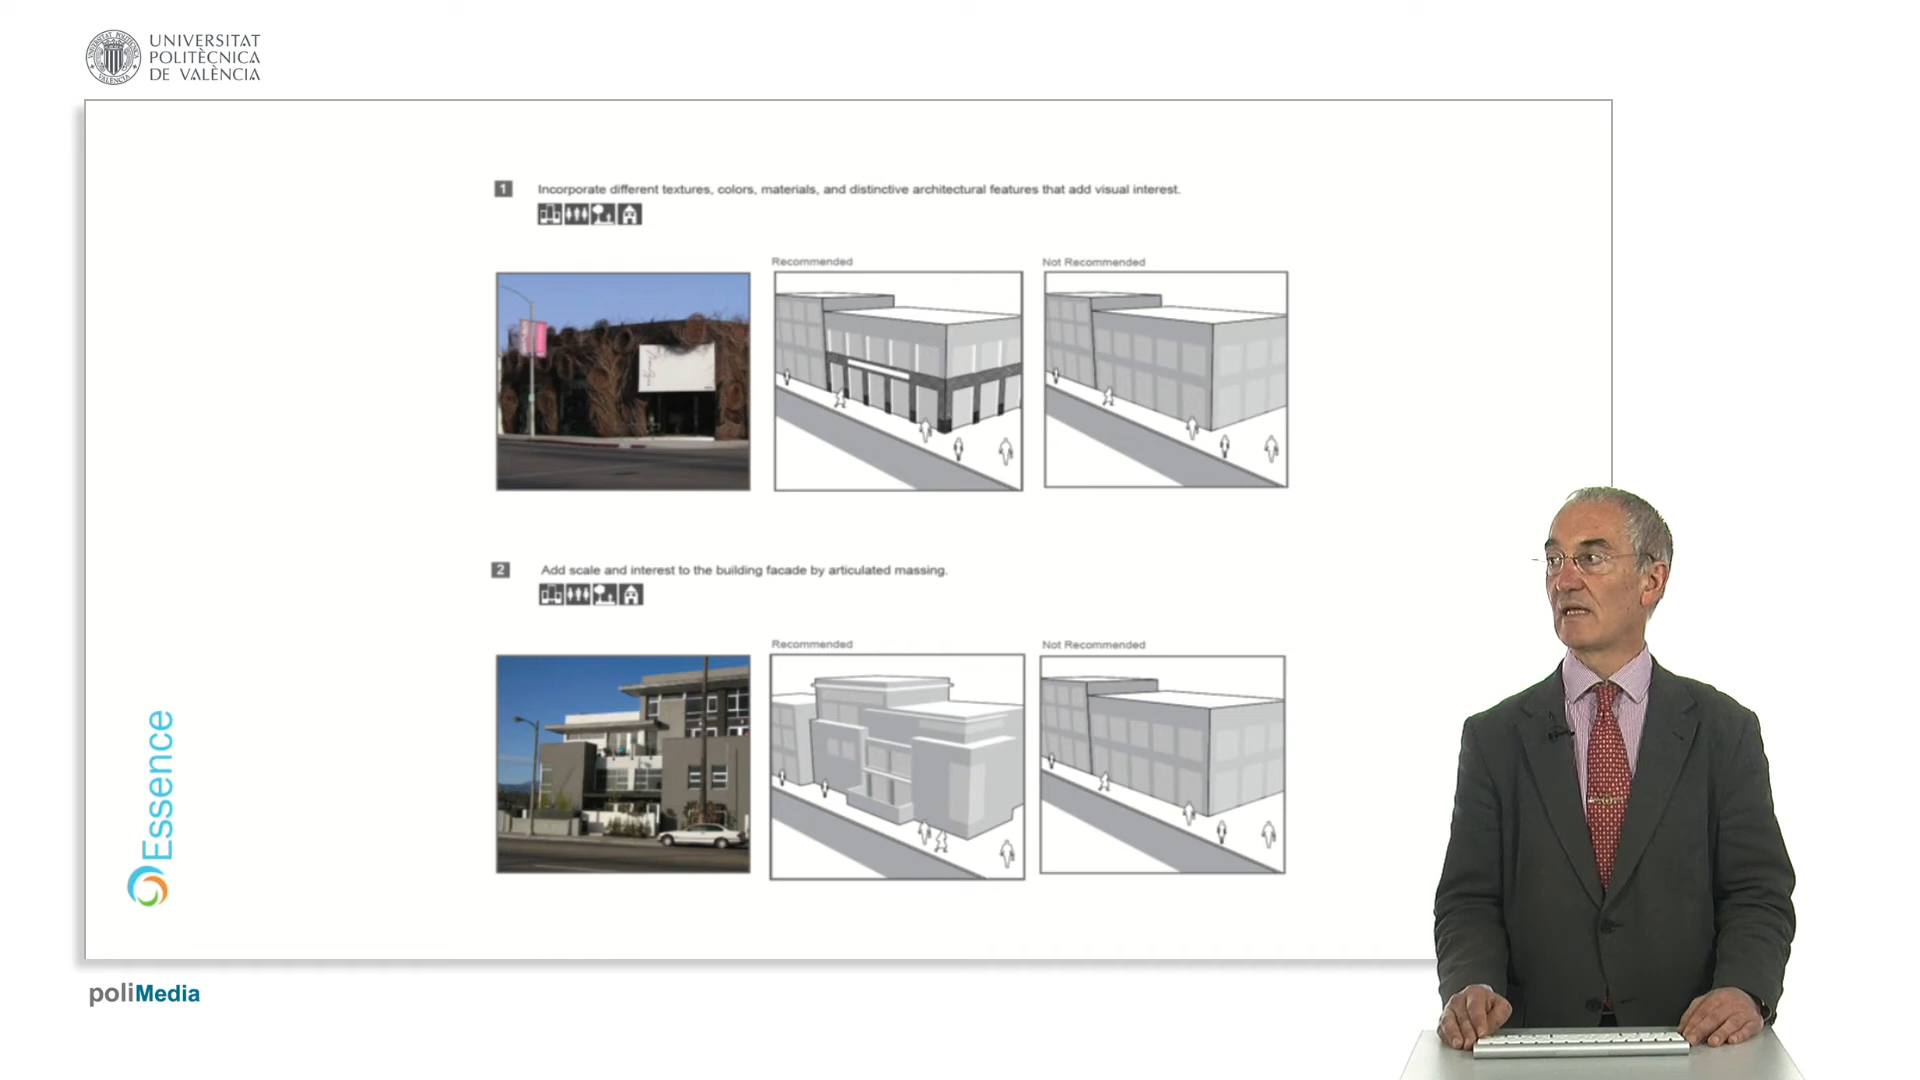 UNIVERSITAT
POLITÈCNICA
DE VALÈNCIA
1 Incorporate different textures, colors, materials, and distinctive architectural features that add visual interest.
Recommended
Not Recommended
2 Add scale and interest to the building facade by articulated massing.
Recommended
Not Recommended
Essence
poliMedia